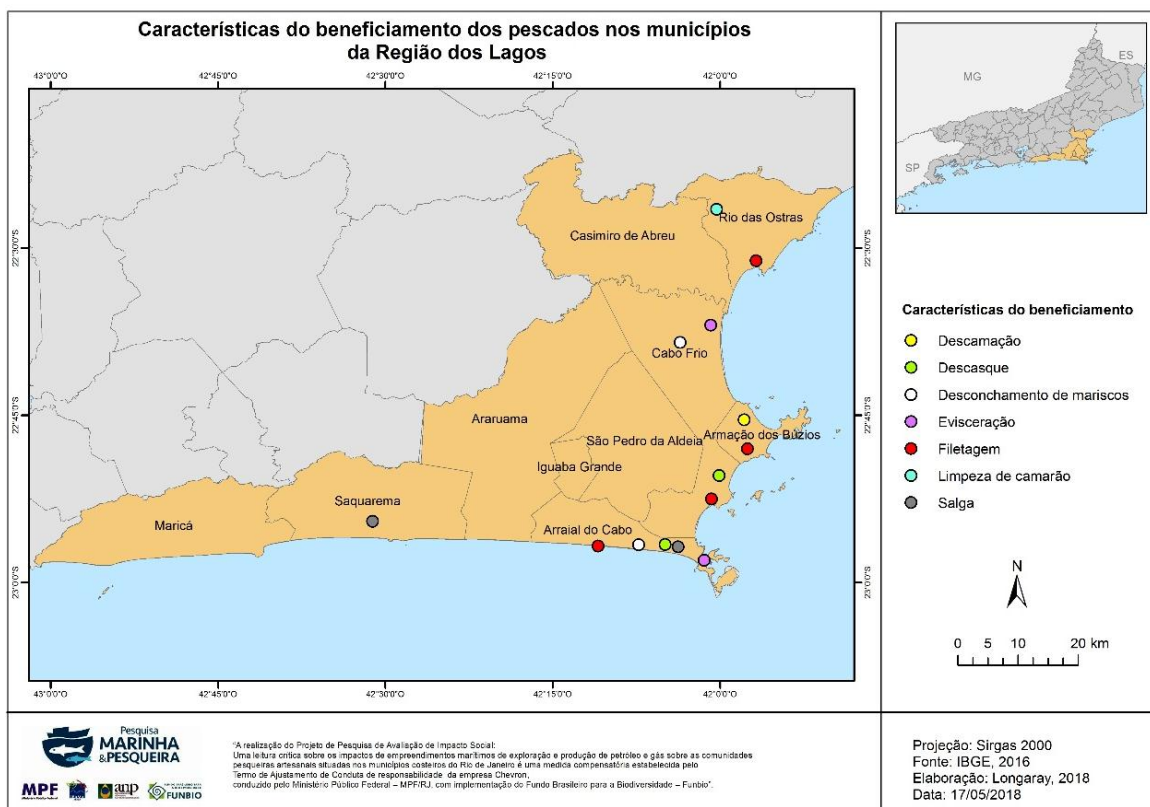 Características do beneficiamento dos pescados nos municípios
da Região dos Lagos
43°0'0"O
42°45'0"O
42°30'0"O
42°15'0"O
42°0'0"O
22°30'0"S
22°45'0"S
23°0'0"S
22°30'0"S
22°45'0"S
23°0'0"S
Rio das Ostras
Casimiro de Abreu
Cabo Frio
Araruama
São Pedro da Aldeia
Armação dos Búzios
Iguaba Grande
Saquarema
Maricá
Arraial do Cabo
43°0'0"O
42°45'0"O
42°30'0"O
42°15'0"O
42°0'0"O
ES
MG
SP
Características do beneficiamento
Descamação
Descasque
Desconchamento de mariscos
Evisceração
Filetagem
Limpeza de camarão
Salga
N
0 5 10 20 km
Pesquisa
MARINHA
&PESQUEIRA
MPF
anp
FUNBIO
"A realização do Projeto de Pesquisa de Avaliação de Impacto Social:
Uma leitura crítica sobre os impactos de empreendimentos marítimos de exploração e produção de petróleo e gás sobre as comunidades
pesqueiras artesanais situadas nos municípios costeiros do Rio de Janeiro é uma medida compensatória estabelecida pelo
Termo de Ajustamento de Conduta de responsabilidade da empresa Chevron,
conduzido pelo Ministério Público Federal – MPF/RJ, com implementação do Fundo Brasileiro para a Biodiversidade – Funbio".
Projeção: Sirgas 2000
Fonte: IBGE, 2016
Elaboração: Longaray, 2018
Data: 17/05/2018